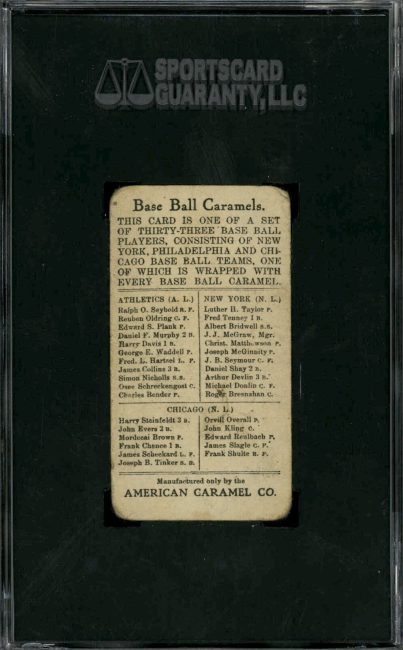 SPORTSCARD
GUARANTY, LLC
Base Ball Caramels.
THIS CARD IS ONE OF A SET
OF THIRTY-THREE BASE BALL
PLAYERS, CONSISTING OF NEW
YORK, PHILADELPHIA AND CHI-
CAGO BASE BALL TEAMS, ONE
OF WHICH IS WRAPPED WITH
EVERY BASE BALL CARAMEL.
ATHLETICS (A. L.)
Ralph O. Seybold R. F.
Reuben Oldring C. F.
Edward S. Plank P.
Daniel F. Murphy 2 B.
Harry Davis 1 B.
George E. Waddell P.
Fred. L. Hartsel L. F.
James Collins 3 B.
Simon Nicholls S.S.
Osee Schreckengost C.
Charles Bender P.
NEW YORK (N. L.)
Luther H. Taylor P.
Fred Tenney 1 B.
Albert Bridwell S.S.
J. J. McGraw, Mgr.
Christ. Matthewson P.
Joseph McGinnity P.
J. B. Seymour C. F.
Daniel Shay 2 B.
Arthur Devlin 3 B.
Michael Donlin C. F.
Roger Bresnahan C.
CHICAGO (N. L.)
Harry Steinfeldt 3 B.
John Evers 2 B.
Mordecai Brown P.
Frank Chance 1 B.
James Scheckard L. F.
Joseph B. Tinker S. S.
Orvill Overall P.
John Kling C.
Edward Reulbach P.
James Slagle C. F.
Frank Shulte R. F.
Manufactured only by the
AMERICAN CARAMEL CO.